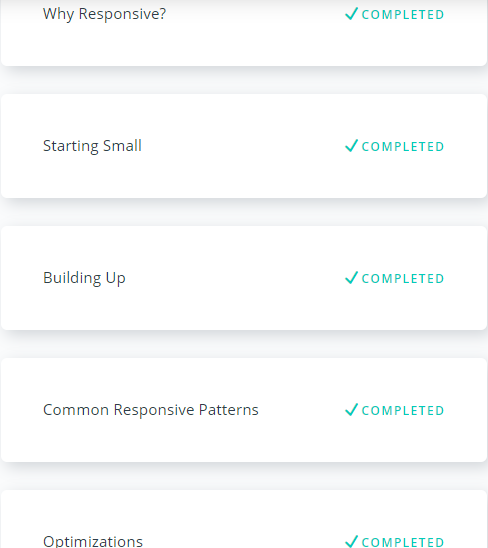 Why Responsive? COMPLETED
Starting Small COMPLETED
Building Up COMPLETED
Common Responsive Patterns COMPLETED
Optimizations COMPLETED